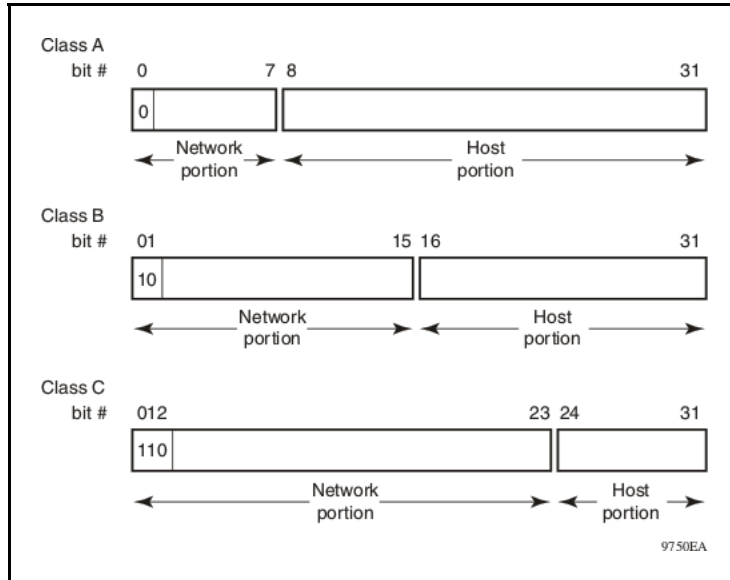 Class A
bit # 0 7 8 31
0
Network portion Host portion
Class B
bit # 01 15 16 31
10
Network portion Host portion
Class C
bit # 012 23 24 31
110
Network portion Host portion
9750EA